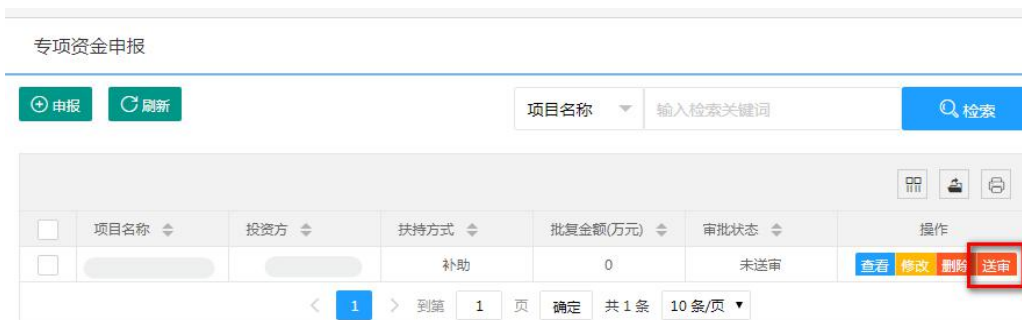 专项资金申报
申报 刷新 项目名称 输入检索关键词 检索
项目名称 投资方 扶持方式 批复金额(万元) 审批状态 操作
补助 0 未送审 查看 修改 删除 送审
1 到第 1 页 确定 共 1 条 10 条/页